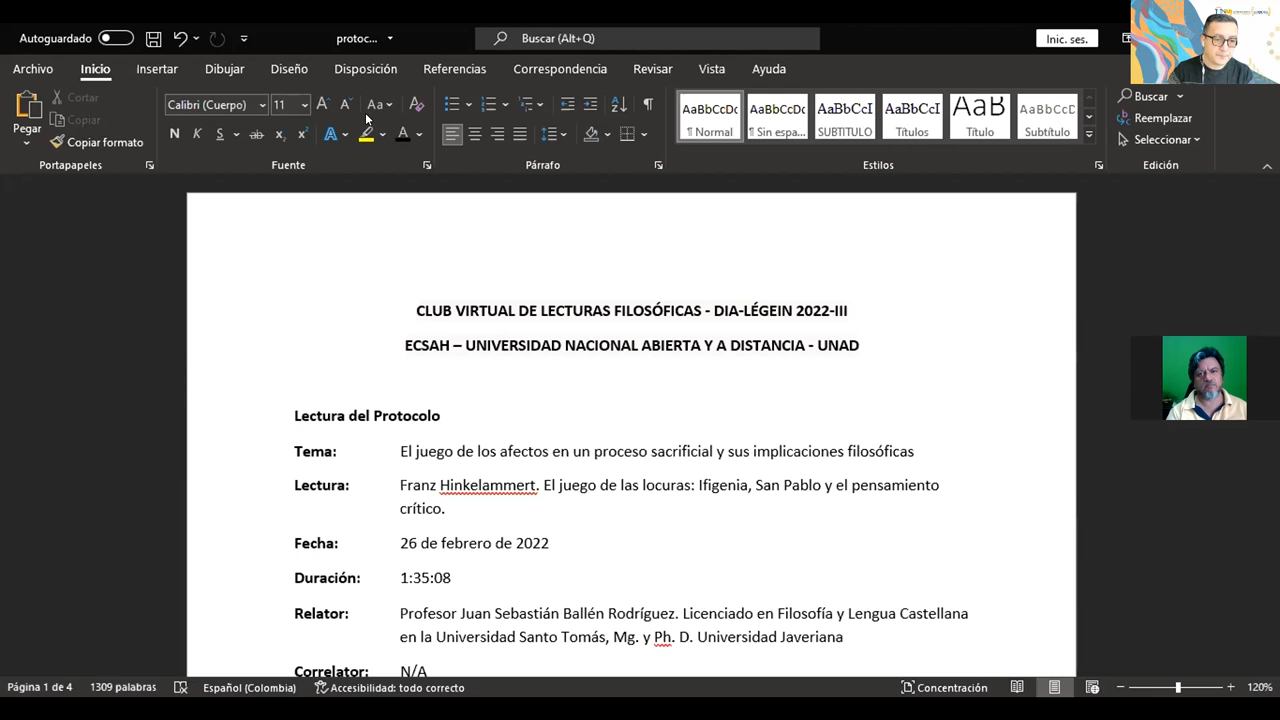 Autoguardado
protoc...
Buscar (Alt+Q)
Inic. ses.
Archivo Inicio Insertar Dibujar Diseño Disposición Referencias Correspondencia Revisar Vista Ayuda
Pegar
Cortar
Copiar
Copiar formato
Portapapeles
Calibri (Cuerpo) 11
Aa
N K S ab x₂ x² A A
Fuente
Párrafo
AaBbCcDc AaBbCcDc AaBbCcI AaBbCcI AaB AaBbCcD
¶ Normal ¶ Sin espa... SUBTITULO Títulos Título Subtítulo
Estilos
Buscar
Reemplazar
Seleccionar
Edición
CLUB VIRTUAL DE LECTURAS FILOSÓFICAS - DIA-LÉGEIN 2022-III
ECSAH – UNIVERSIDAD NACIONAL ABIERTA Y A DISTANCIA - UNAD
Lectura del Protocolo
Tema: El juego de los afectos en un proceso sacrificial y sus implicaciones filosóficas
Lectura: Franz Hinkelammert. El juego de las locuras: Ifigenia, San Pablo y el pensamiento
crítico.
Fecha: 26 de febrero de 2022
Duración: 1:35:08
Relator: Profesor Juan Sebastián Ballén Rodríguez. Licenciado en Filosofía y Lengua Castellana
en la Universidad Santo Tomás, Mg. y Ph. D. Universidad Javeriana
Correlator: N/A
Página 1 de 4 1309 palabras Español (Colombia) Accesibilidad: todo correcto Concentración 120%